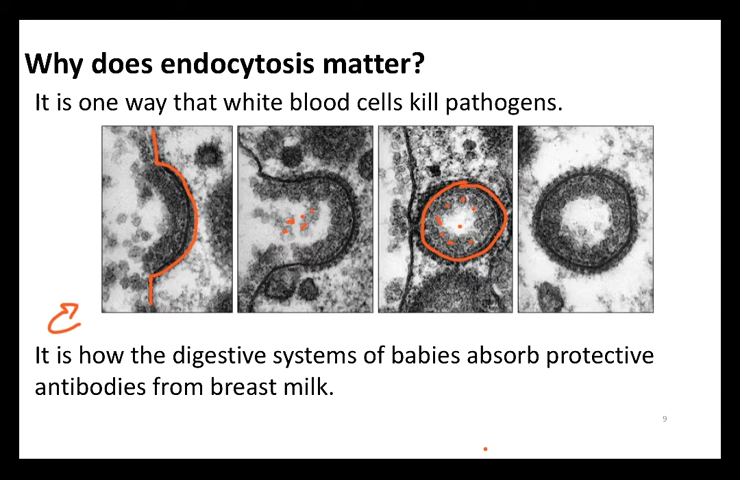 Why does endocytosis matter?
It is one way that white blood cells kill pathogens.
It is how the digestive systems of babies absorb protective
antibodies from breast milk.
9